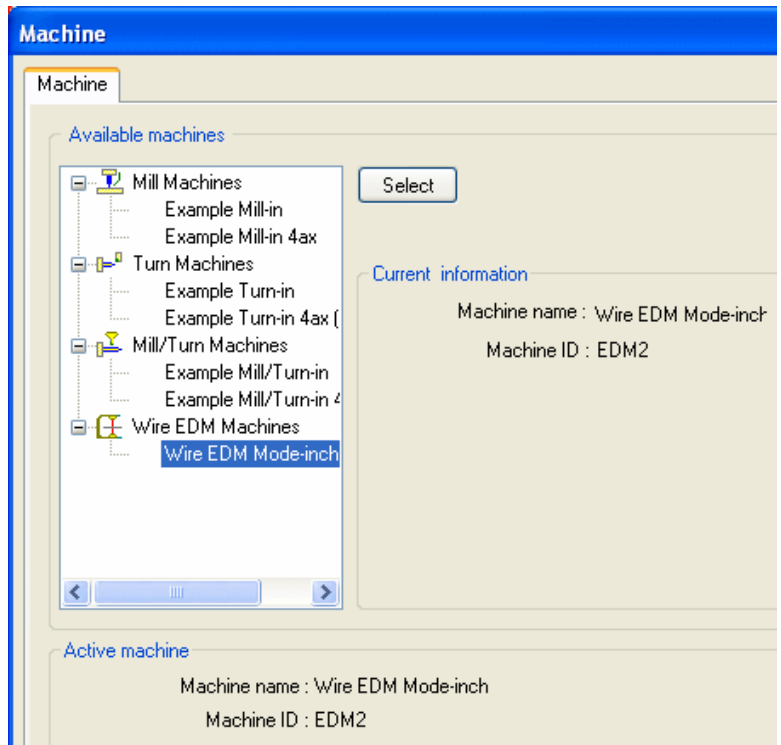 Machine
Machine
Available machines
Mill Machines
Example Mill-in
Example Mill-in 4ax
Turn Machines
Example Turn-in
Example Turn-in 4ax (
Mill/Turn Machines
Example Mill/Turn-in
Example Mill/Turn-in 4
Wire EDM Machines
Wire EDM Mode-inch
Select
Current information
Machine name : Wire EDM Mode-inch
Machine ID : EDM2
Active machine
Machine name : Wire EDM Mode-inch
Machine ID : EDM2